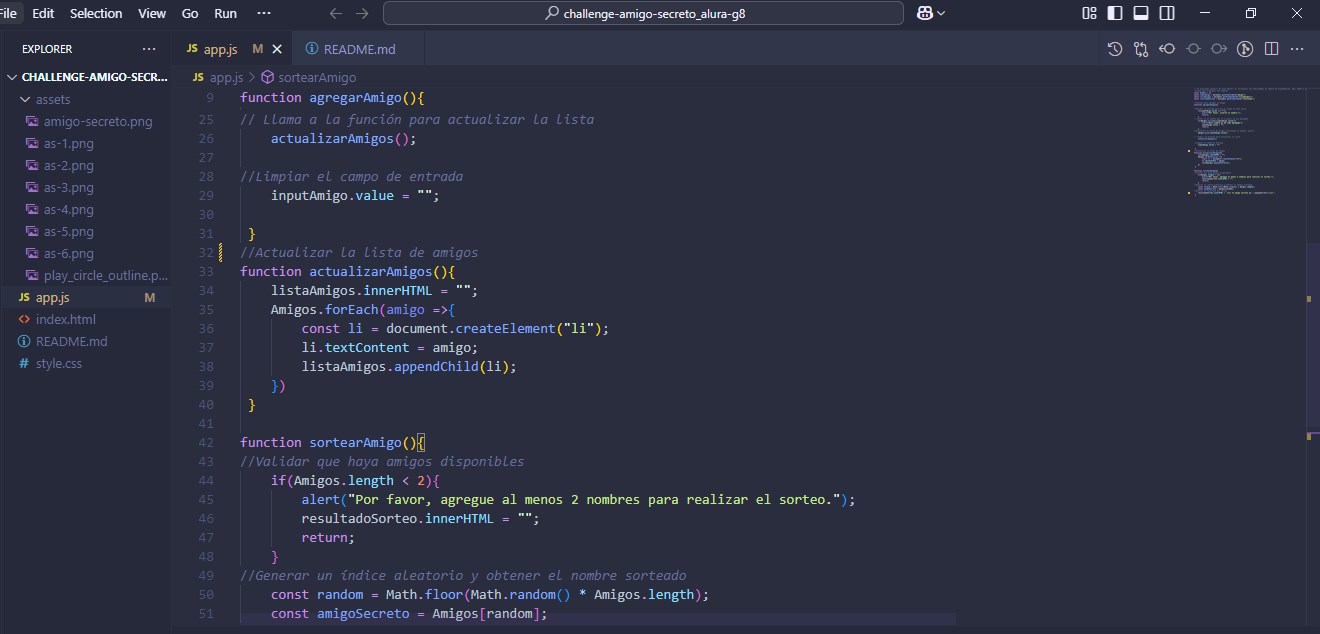 File Edit Selection View Go Run ··· challenge-amigo-secreto_alura-g8
EXPLORER ···
CHALLENGE-AMIGO-SECR...
assets
amigo-secreto.png
as-1.png
as-2.png
as-3.png
as-4.png
as-5.png
as-6.png
play_circle_outline.p...
JS app.js M
<> index.html
README.md
# style.css
JS app.js M README.md
JS app.js > sortearAmigo
9 function agregarAmigo(){
25 // Llama a la función para actualizar la lista
26 actualizarAmigos();
27
28 //Limpiar el campo de entrada
29 inputAmigo.value = "";
30
31 }
32 //Actualizar la lista de amigos
33 function actualizarAmigos(){
34 listaAmigos.innerHTML = "";
35 Amigos.forEach(amigo =>{
36 const li = document.createElement("li");
37 li.textContent = amigo;
38 listaAmigos.appendChild(li);
39 })
40 }
41
42 function sortearAmigo(){
43 //Validar que haya amigos disponibles
44 if(Amigos.length < 2){
45 alert("Por favor, agregue al menos 2 nombres para realizar el sorteo.");
46 resultadoSorteo.innerHTML = "";
47 return;
48 }
49 //Generar un índice aleatorio y obtener el nombre sorteado
50 const random = Math.floor(Math.random() * Amigos.length);
51 const amigoSecreto = Amigos[random];